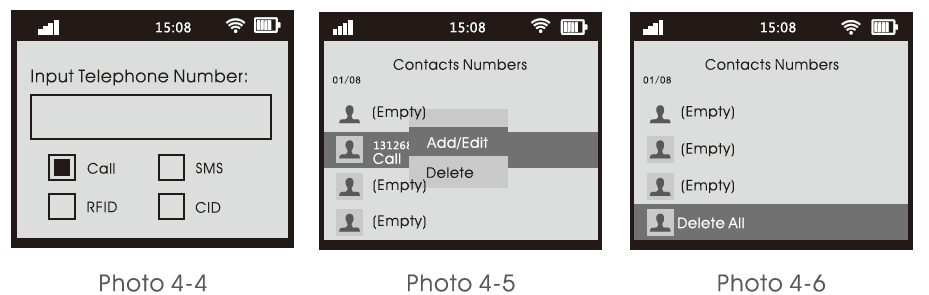 15:08
Input Telephone Number:
Call
SMS
RFID
CID
Photo 4-4
15:08
Contacts Numbers
01/08
(Empty)
131268
Call
Add/Edit
Delete
(Empty)
(Empty)
Photo 4-5
15:08
Contacts Numbers
01/08
(Empty)
(Empty)
(Empty)
Delete All
Photo 4-6